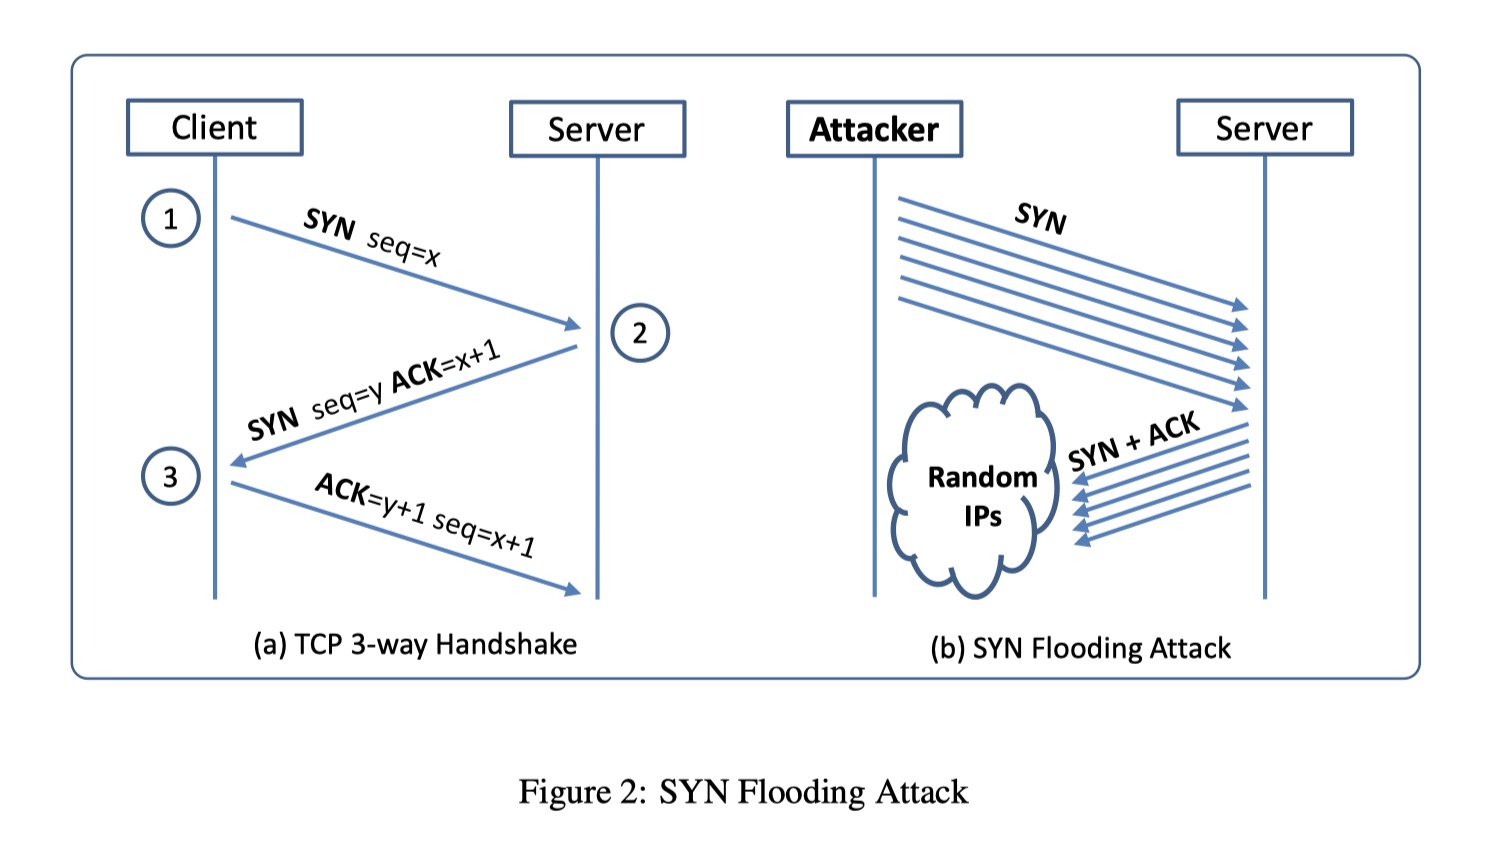 Client
Server
1
SYN seq=x
2
SYN seq=y ACK=x+1
3
ACK=y+1 seq=x+1
(a) TCP 3-way Handshake
Attacker
Server
SYN
SYN + ACK
Random
IPs
(b) SYN Flooding Attack
Figure 2: SYN Flooding Attack